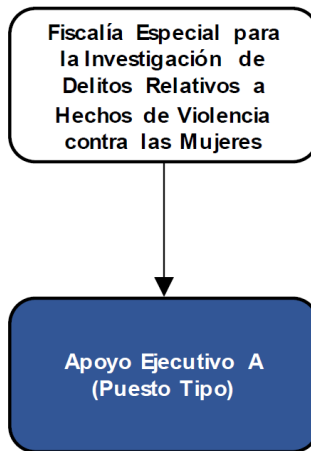 Fiscalía Especial para
la Investigación de
Delitos Relativos a
Hechos de Violencia
contra las Mujeres
Apoyo Ejecutivo A
(Puesto Tipo)